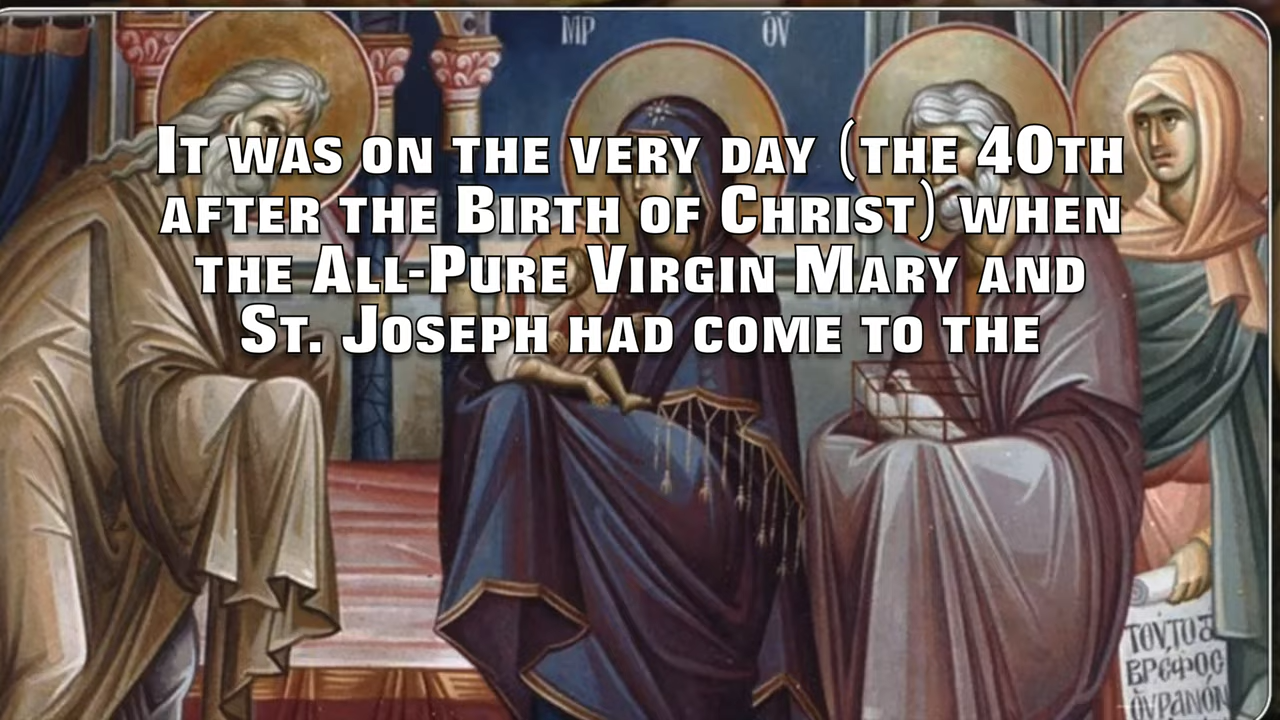 ΜΡ ΘΥ
It was on the very day (the 40th
after the Birth of Christ) when
the All-Pure Virgin Mary and
St. Joseph had come to the
ΤΟΥΤΟ
ΒΡΕΦΟϹ
ΟΥΡΑΝΟΝ